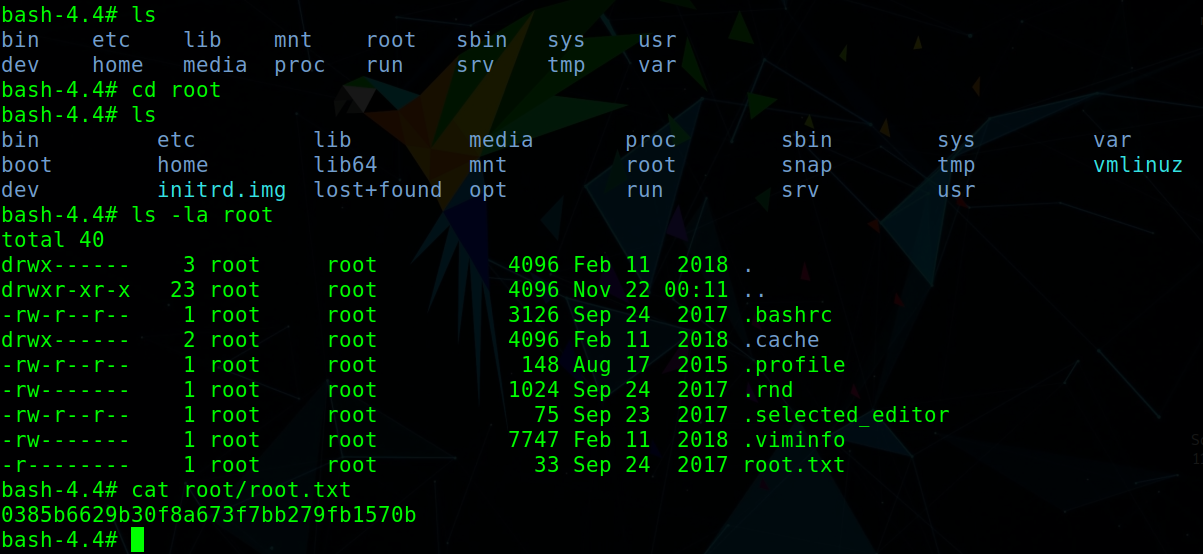 bash-4.4# ls
bin    etc    lib    mnt    root   sbin   sys    usr
dev    home   media  proc   run    srv    tmp    var
bash-4.4# cd root
bash-4.4# ls
bin         etc         lib         media       proc        sbin        sys         var
boot        home        lib64       mnt         root        snap        tmp         vmlinuz
dev         initrd.img  lost+found  opt         run         srv         usr
bash-4.4# ls -la root
total 40
drwx------    3 root     root          4096 Feb 11  2018 .
drwxr-xr-x   23 root     root          4096 Nov 22 00:11 ..
-rw-r--r--    1 root     root          3126 Sep 24  2017 .bashrc
drwx------    2 root     root          4096 Feb 11  2018 .cache
-rw-r--r--    1 root     root           148 Aug 17  2015 .profile
-rw-------    1 root     root          1024 Sep 24  2017 .rnd
-rw-r--r--    1 root     root            75 Sep 23  2017 .selected_editor
-rw-------    1 root     root          7747 Feb 11  2018 .viminfo
-r--------    1 root     root            33 Sep 24  2017 root.txt
bash-4.4# cat root/root.txt
0385b6629b30f8a673f7bb279fb1570b
bash-4.4#